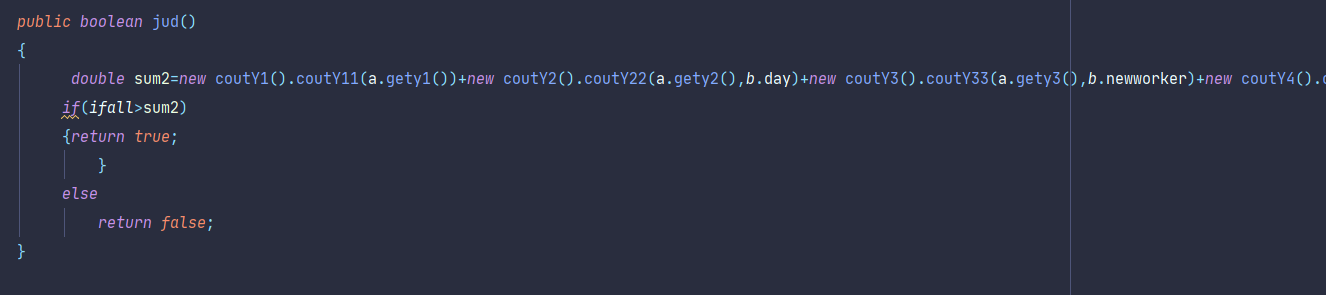 public boolean jud()
{
double sum2=new coutY1().coutY11(a.gety1())+new coutY2().coutY22(a.gety2(),b.day)+new coutY3().coutY33(a.gety3(),b.newworker)+new coutY4().
if(ifall>sum2)
{return true;
}
else
return false;
}